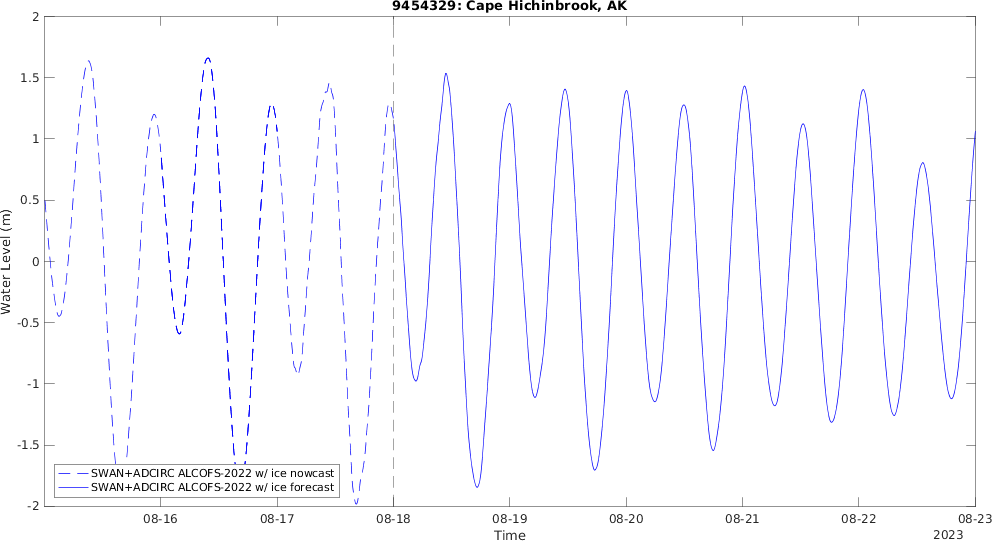 9454329: Cape Hichinbrook, AK
2
1.5
1
0.5
0
-0.5
-1
-1.5
-2
Water Level (m)
SWAN+ADCIRC ALCOFS-2022 w/ ice nowcast
SWAN+ADCIRC ALCOFS-2022 w/ ice forecast
08-16 08-17 08-18 08-19 08-20 08-21 08-22 08-23
Time
2023